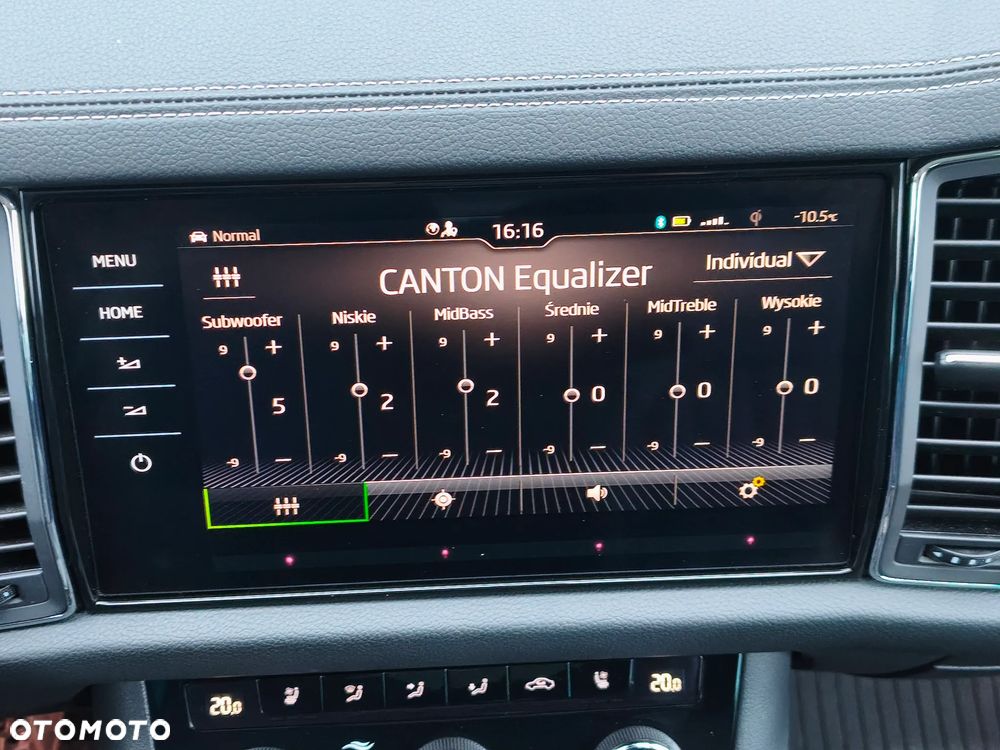 Normal
16:16
-10.5°C
MENU
HOME
CANTON Equalizer
Individual
Subwoofer
Niskie
MidBass
Średnie
MidTreble
Wysokie
9 + 9 + 9 + 9 + 9 + 9 +
5 2 2 0 0 0
-9 — -9 — -9 — -9 — -9 — -9 —
20.0
20.0
OTOMOTO